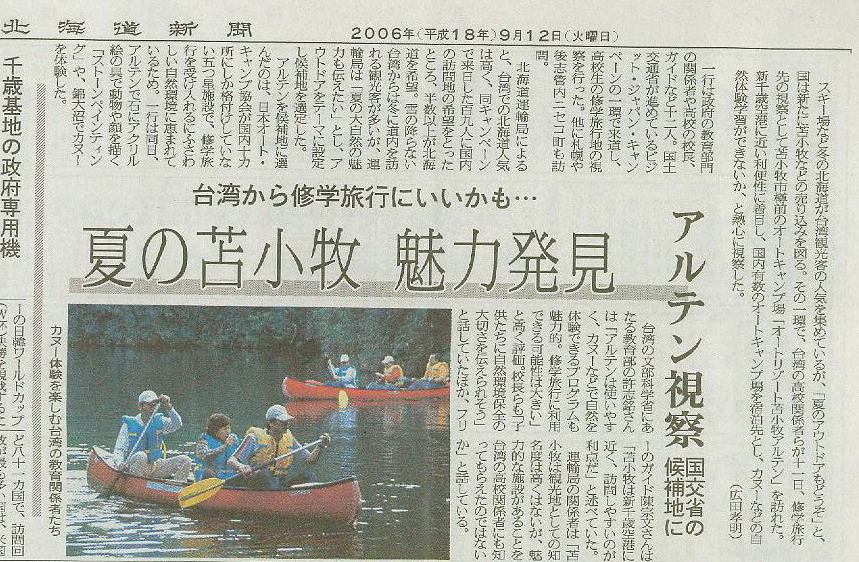 北海道新聞
2006年（平成18年）9月12日（火曜日）
台湾から修学旅行にいいかも…
夏の苫小牧 魅力発見
アルテン視察
国交省の
候補地に
スキー場など冬の北海道が台湾観光客の人気を集めているが、「夏のアウトドアもどうぞ」と、
国は新たに苫小牧などの売り込みを図る。その一環で、台湾の高校関係者らが十一日、修学旅行
先の視察として苫小牧市樽前のオートキャンプ場「オートリゾート苫小牧アルテン」を訪れた。
新千歳空港に近い利便性に着目し、国内有数のオートキャンプ場を宿泊先とし、カヌーなどの自
然体験学習ができないか、と熱心に視察した。
（広田孝明）
一行は政府の教育部門
の関係者や高校の校長、
ガイドなど十二人。国土
交通省が進めているビジ
ット・ジャパン・キャン
ペーンの一環で来道し、
高校生の修学旅行地の視
察を行った。他に札幌や
後志管内ニセコ町も訪
問。
北海道運輸局による
と、台湾での北海道人気
は高く、同キャンペーン
で来日した百九人に国内
の訪問地の希望をとった
ところ、半数以上が北海
道を希望。雪の降らない
台湾からは冬に道内を訪
れる観光客が多いが、運
輸局は「夏の大自然の魅
力も伝えたい」とし、ア
ウトドアをテーマに設定
し候補地を選定した。
アルテンを候補地に選
んだのは、日本オート・
キャンプ協会が国内十カ
所にしか格付けしていな
い五つ星施設で、修学旅
行を受け入れるにふさわ
しい自然環境に恵まれて
いるため。一行は同日、
アルテンで石にアクリル
絵の具で動物や顔を描く
「ストーンペインティン
グ」や、錦大沼でカヌー
を体験した。
台湾の文部科学省にあ
たる教育部の許志銘さん
は「アルテンは使いやす
く、カヌーなどで自然を
体験できるプログラムも
魅力的。修学旅行に利用
できる可能性は大きい」
と高く評価。校長らも「子
供たちに自然環境保全の
大切さを伝えられそう」
と話していたほか、フリ
ーのガイド
さんは
「苫小牧は新千歳空港に
近く、訪問しやすいのが
利点だ」と述べていた。
運輸局の関係者は「苫
小牧は観光地としての知
名度は高くはないが、魅
力的な施設があることを
台湾の高校関係者にも知
ってもらえたのではない
か」と話している。
カヌー体験を楽しむ台湾の教育関係者たち
千歳基地の政府専用機
ーの日韓ワールドカップ
ど八十一カ国で、訪問回